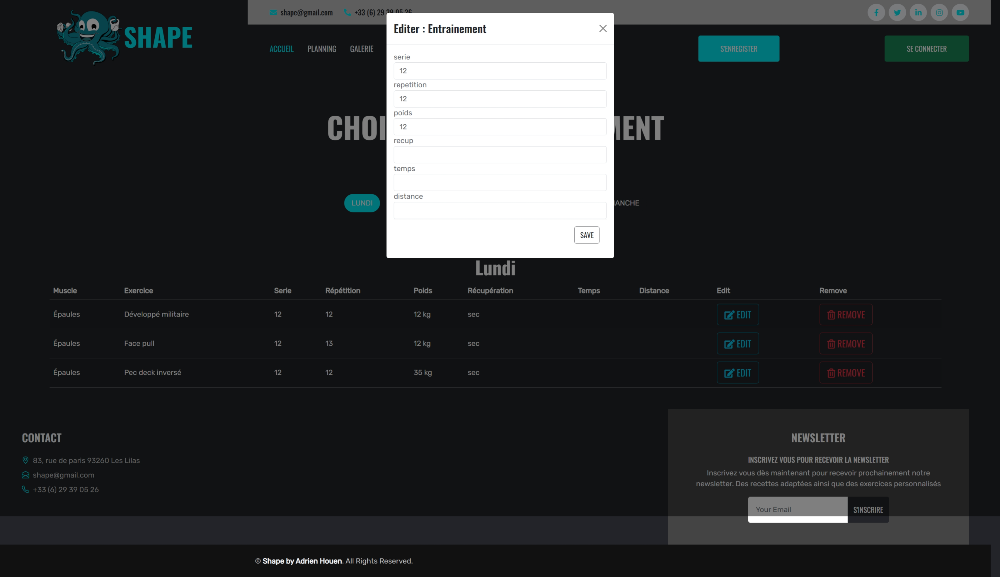 shape@gmail.com +33 (6) 29 39 05 26
SHAPE
ACCUEIL PLANNING GALERIE
S'ENREGISTER SE CONNECTER
Editer : Entrainement
serie
12
repetition
12
poids
12
recup
temps
distance
SAVE
CHOI MENT
LUNDI ANCHE
Lundi
Muscle Exercice Serie Répétition Poids Récupération Temps Distance Edit Remove
Épaules Développé militaire 12 12 12 kg sec EDIT REMOVE
Épaules Face pull 12 13 12 kg sec EDIT REMOVE
Épaules Pec deck inversé 12 12 35 kg sec EDIT REMOVE
CONTACT
83, rue de paris 93260 Les Lilas
shape@gmail.com
+33 (6) 29 39 05 26
NEWSLETTER
INSCRIVEZ VOUS POUR RECEVOIR LA NEWSLETTER
Inscrivez vous dès maintenant pour recevoir prochainement notre
newsletter. Des recettes adaptées ainsi que des exercices personnalisés
Your Email S'INSCRIRE
© Shape by Adrien Houen. All Rights Reserved.